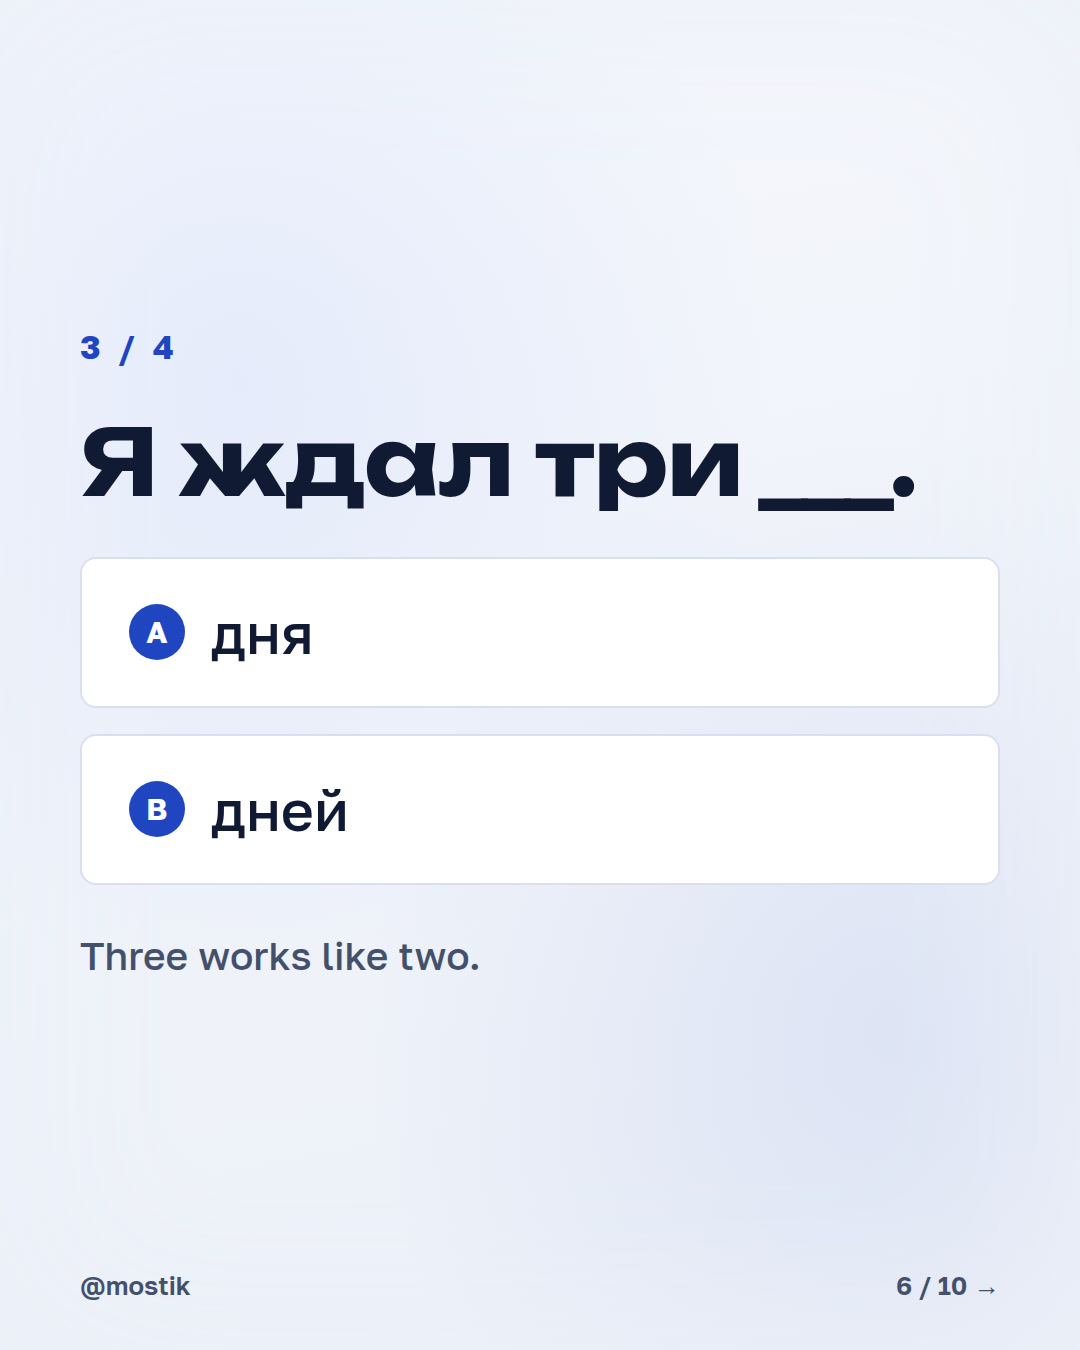 3 / 4
Я ждал три ___.
A дня
B дней
Three works like two.
@mostik
6 / 10 →